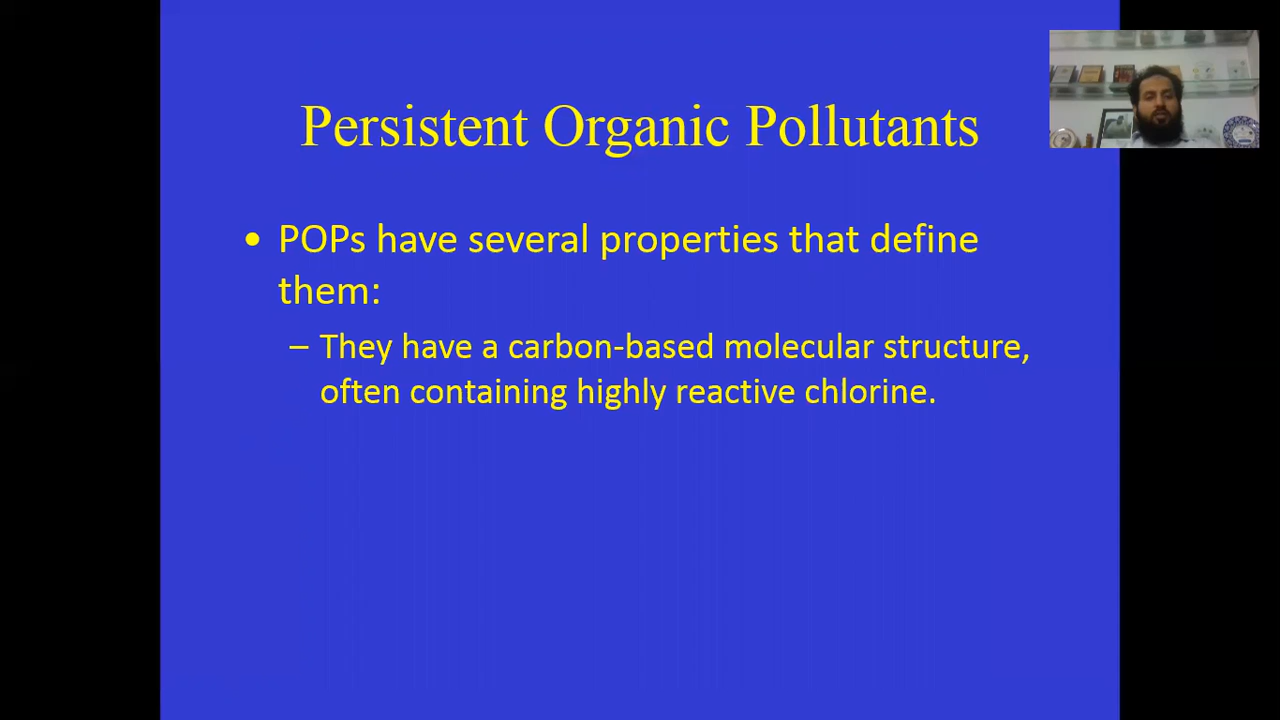 Persistent Organic Pollutants
• POPs have several properties that define
them:
– They have a carbon-based molecular structure,
often containing highly reactive chlorine.